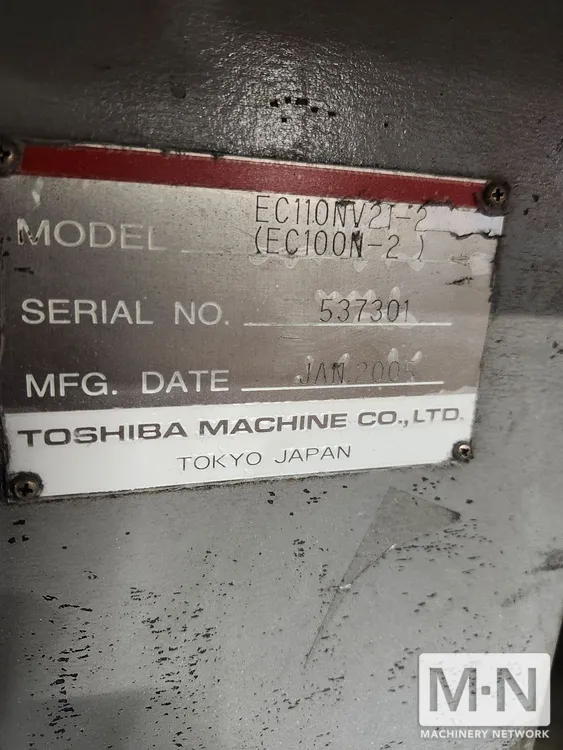 MODEL EC110NV21-2
(EC100N-2)
SERIAL NO. 537301
MFG. DATE JAN.2005
TOSHIBA MACHINE CO.,LTD.
TOKYO JAPAN
M·N
MACHINERY NETWORK